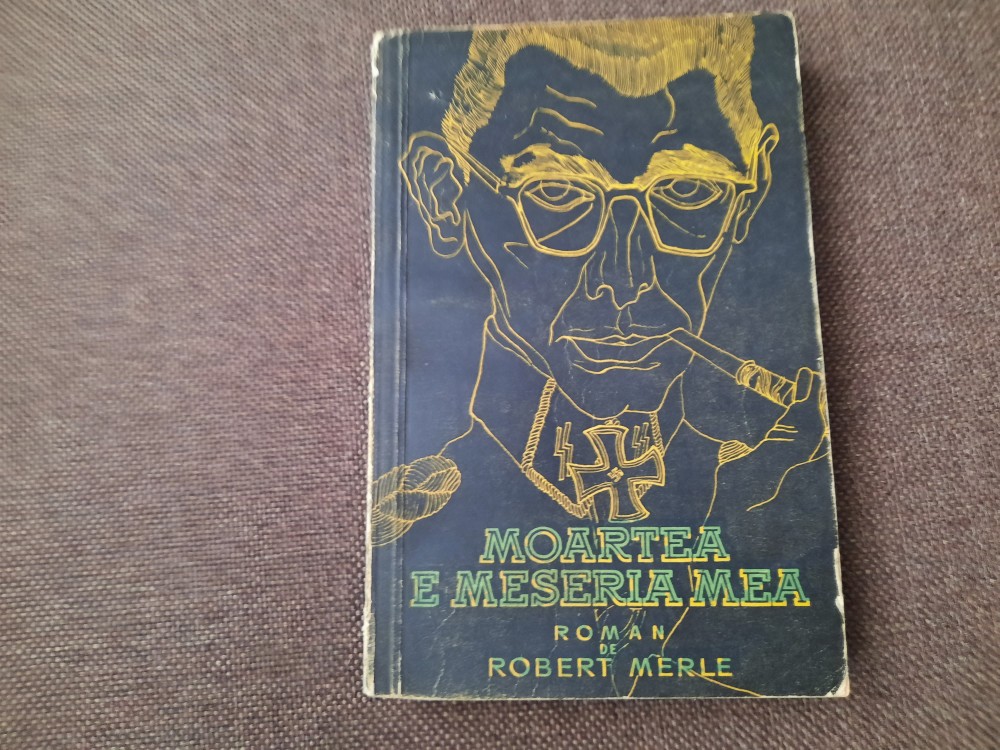 MOARTEA
E MESERIA MEA
ROMAN
DE
ROBERT MERLE